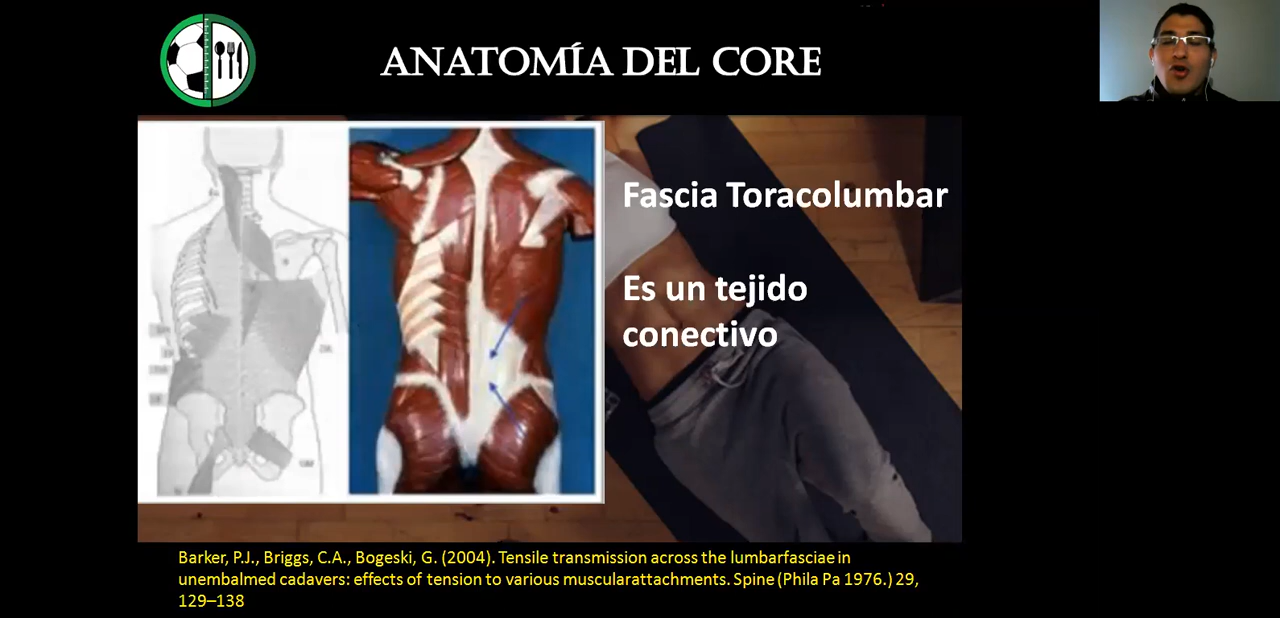 ANATOMÍA DEL CORE
Fascia Toracolumbar
Es un tejido
conectivo
Barker, P.J., Briggs, C.A., Bogeski, G. (2004). Tensile transmission across the lumbarfasciae in
unembalmed cadavers: effects of tension to various muscularattachments. Spine (Phila Pa 1976.) 29,
129–138